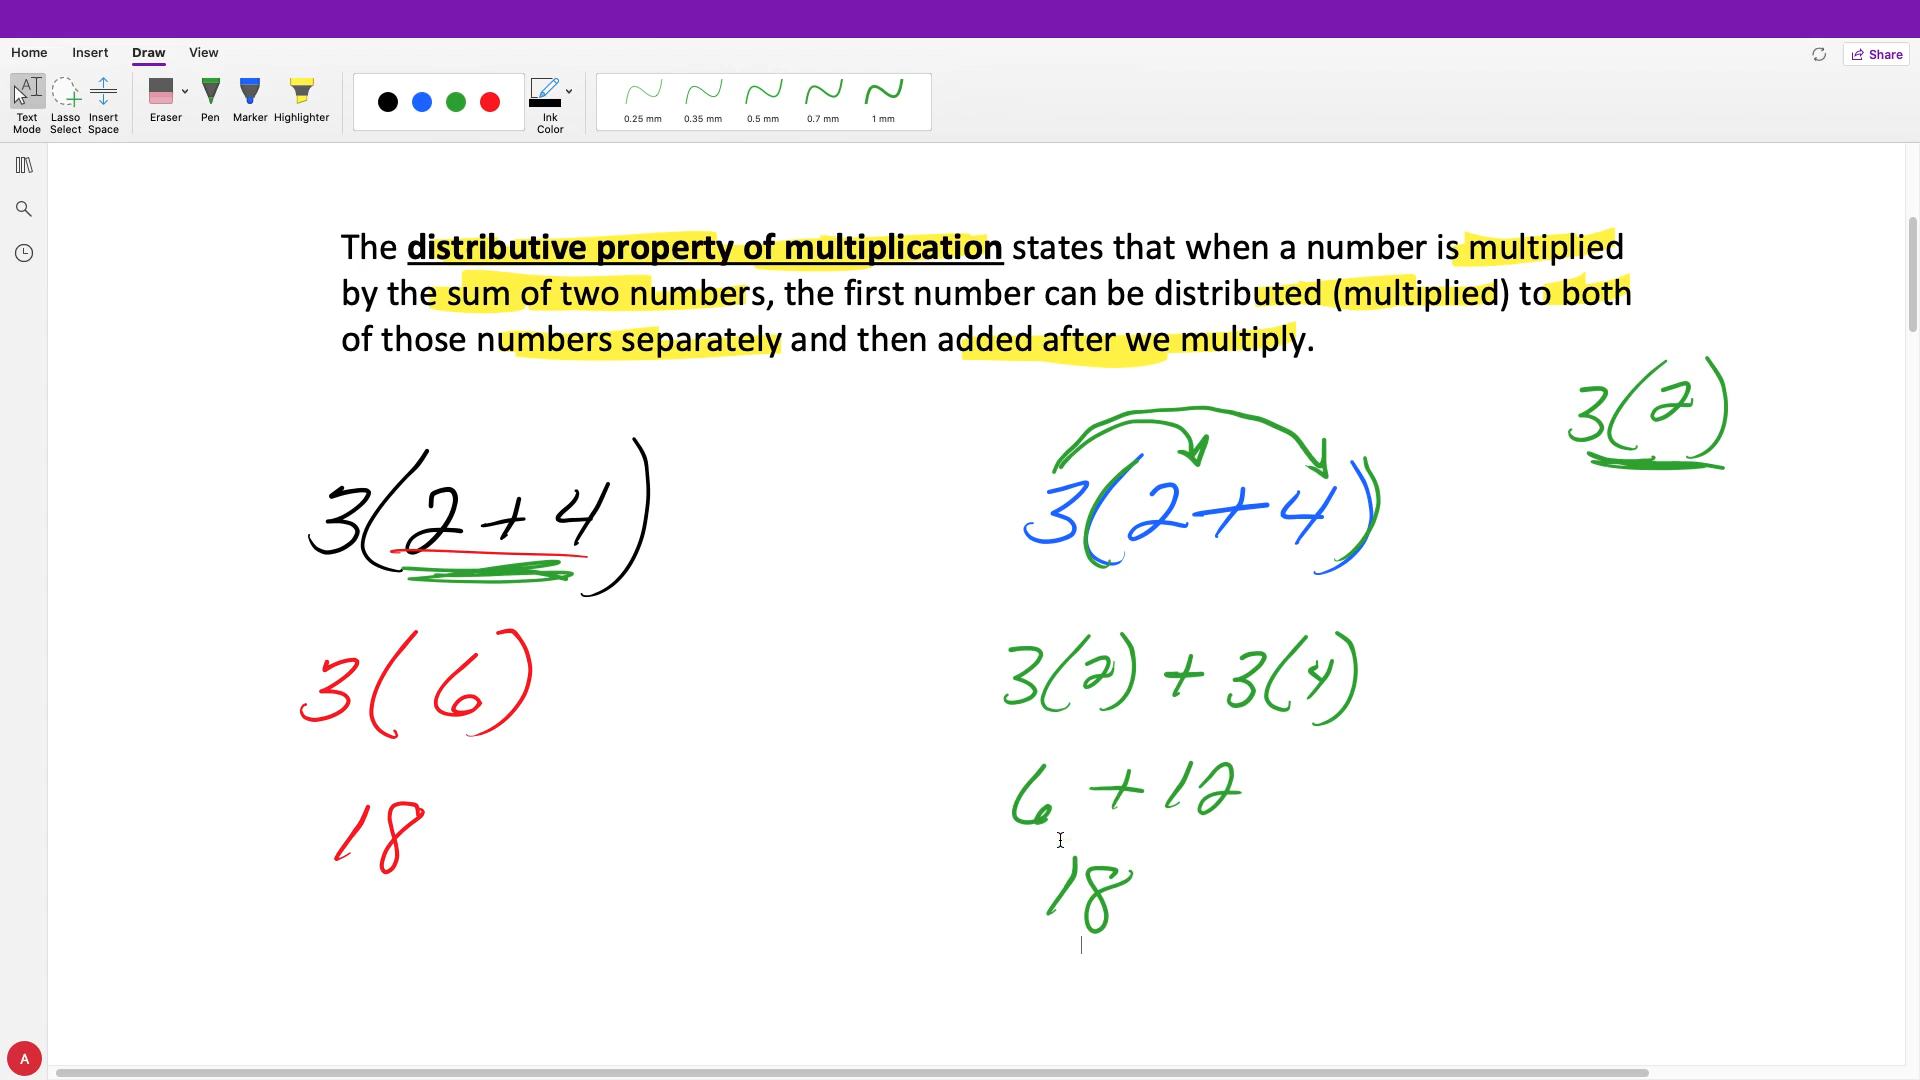 Home Insert Draw View
Share
Text Mode
Lasso Select
Insert Space
Eraser
Pen
Marker
Highlighter
Ink Color
0.25 mm
0.35 mm
0.5 mm
0.7 mm
1 mm
The distributive property of multiplication states that when a number is multiplied
by the sum of two numbers, the first number can be distributed (multiplied) to both
of those numbers separately and then added after we multiply.
3(2)
3(2+4)
3(6)
18
3(2+4)
3(2) + 3(4)
6 + 12
18
A